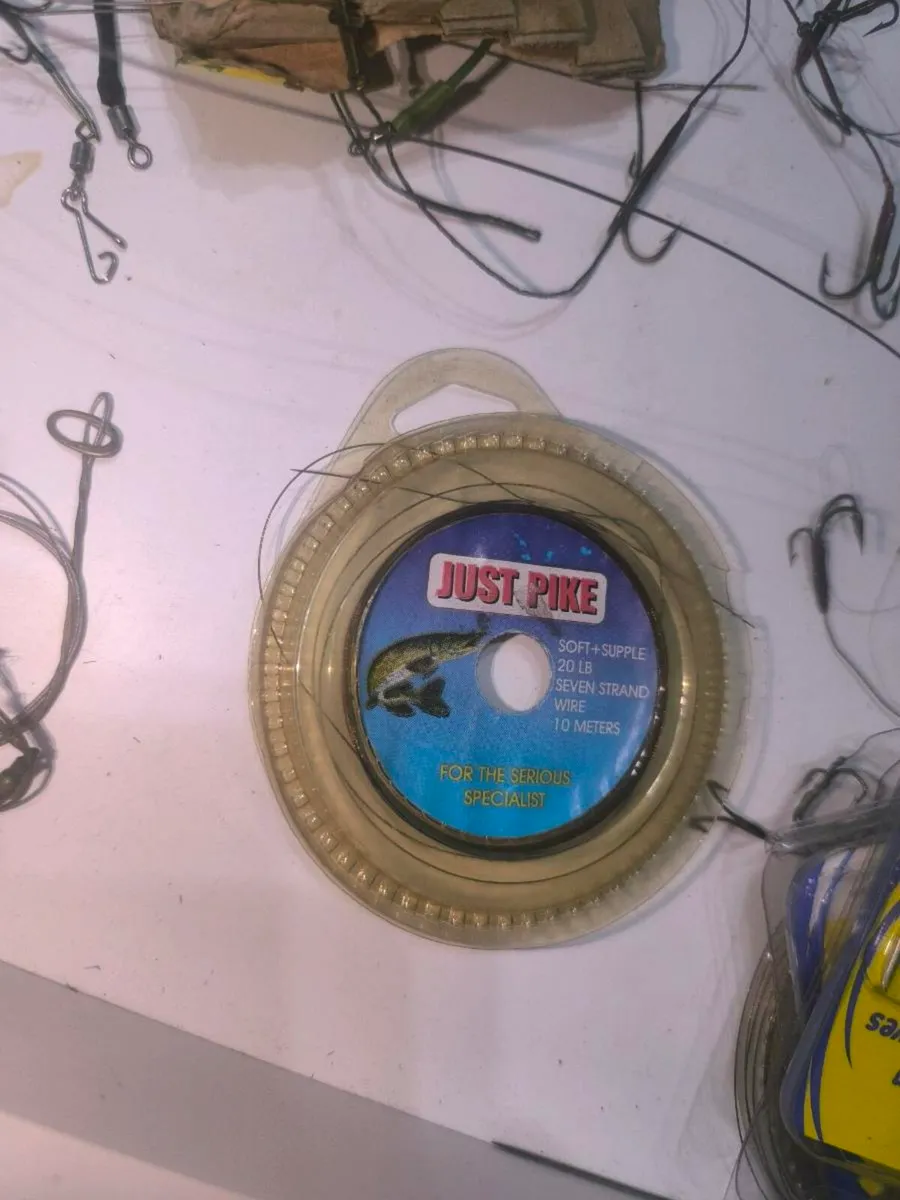 JUST PIKE
SOFT+SUPPLE
20 LB
SEVEN STRAND
WIRE
10 METERS
FOR THE SERIOUS
SPECIALIST